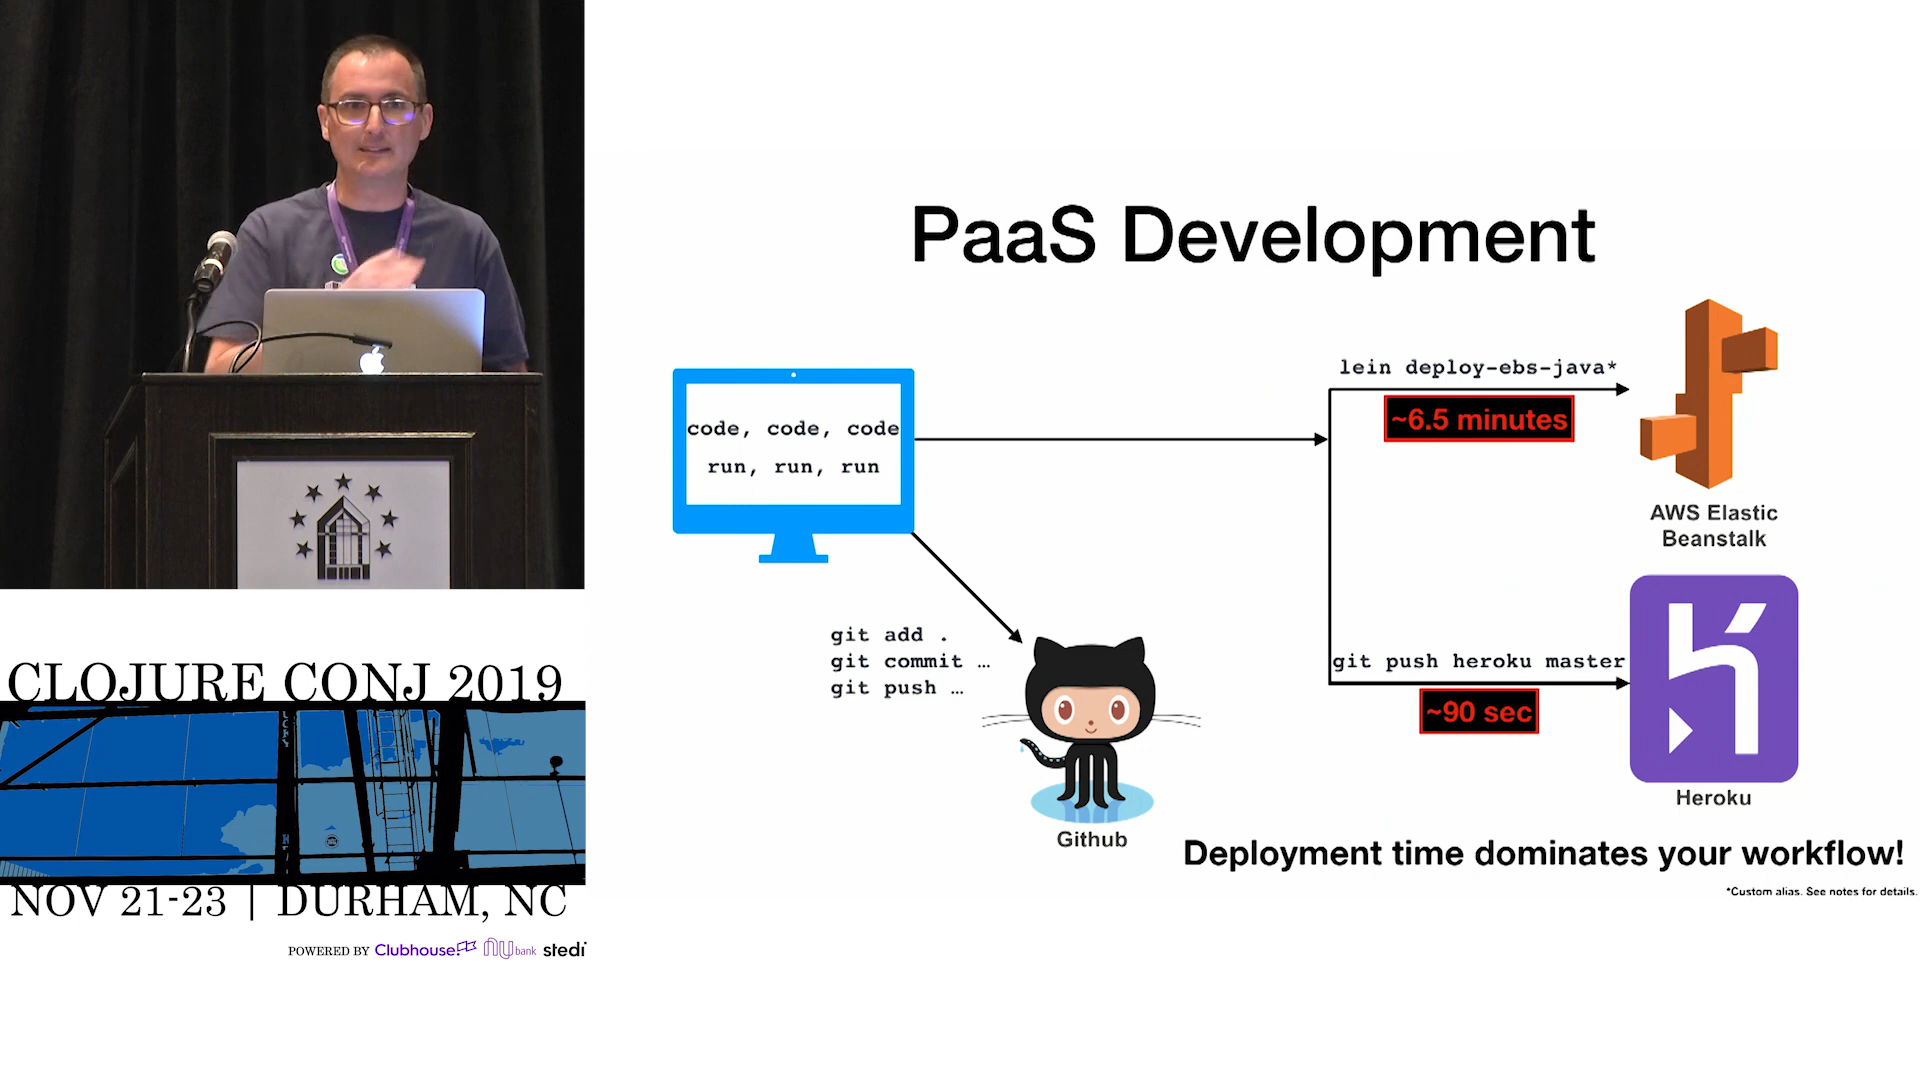 PaaS Development
code, code, code
run, run, run
lein deploy-ebs-java*
~6.5 minutes
AWS Elastic
Beanstalk
git add .
git commit …
git push …
git push heroku master
~90 sec
Github
Heroku
Deployment time dominates your workflow!
*Custom alias. See notes for details.
CLOJURE CONJ 2019
NOV 21-23 | DURHAM, NC
POWERED BY Clubhouse nu bank stedi